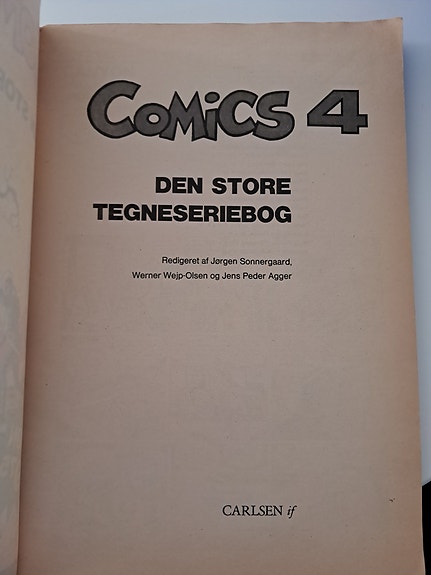 COMiCS 4
DEN STORE
TEGNESERIEBOG
Redigeret af Jørgen Sonnergaard,
Werner Wejp-Olsen og Jens Peder Agger
CARLSEN if